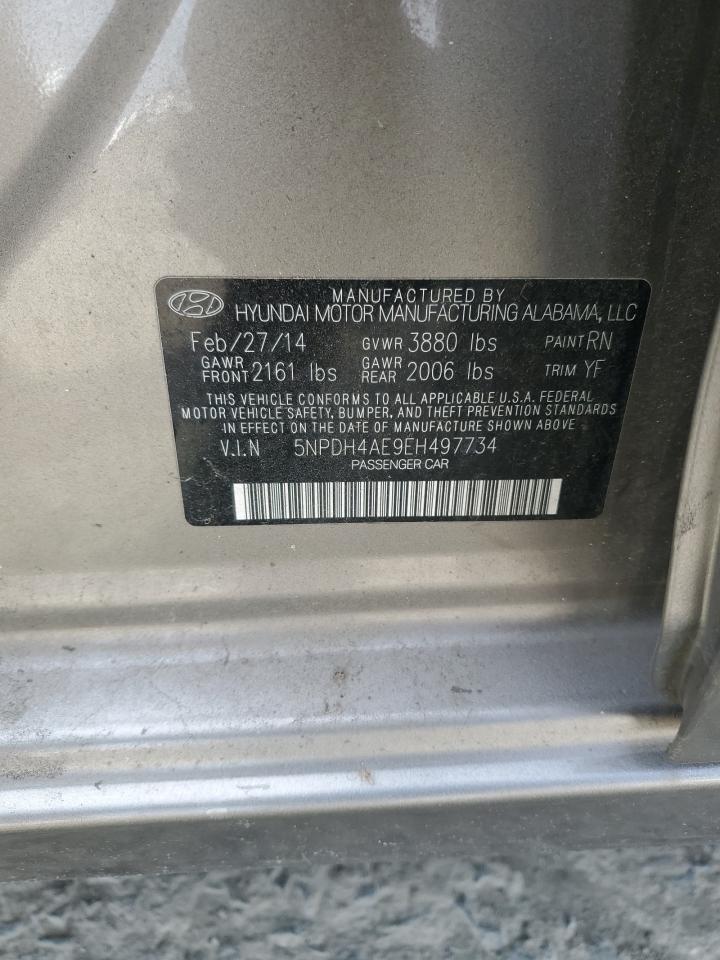 MANUFACTURED BY
HYUNDAI MOTOR MANUFACTURING ALABAMA, LLC
Feb/27/14 GVWR 3880 lbs PAINT RN
GAWR FRONT 2161 lbs GAWR REAR 2006 lbs TRIM YF
THIS VEHICLE CONFORMS TO ALL APPLICABLE U.S.A. FEDERAL
MOTOR VEHICLE SAFETY, BUMPER, AND THEFT PREVENTION STANDARDS
IN EFFECT ON THE DATE OF MANUFACTURE SHOWN ABOVE
V.I.N 5NPDH4AE9EH497734
PASSENGER CAR